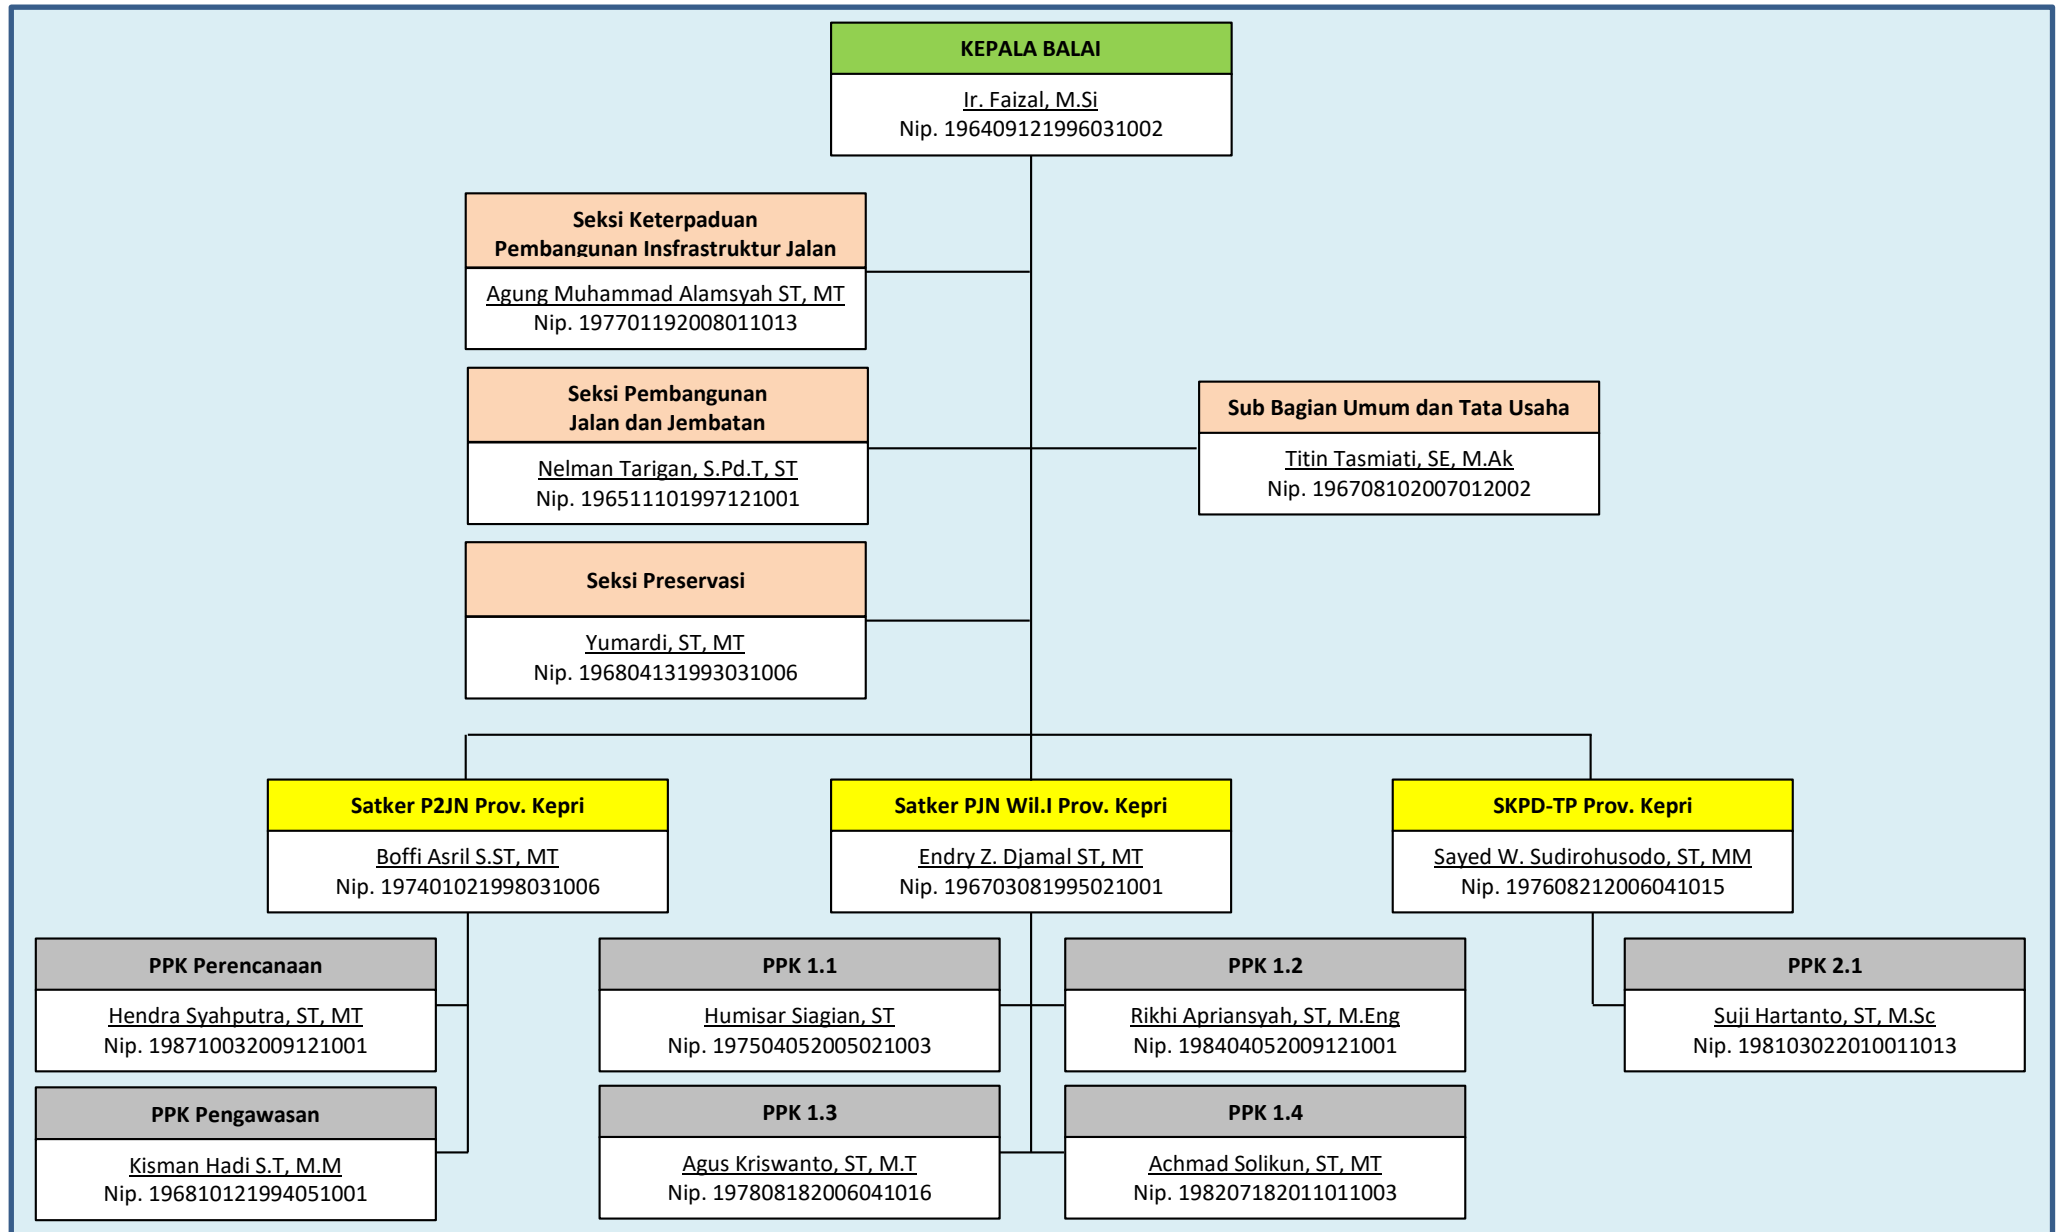 KEPALA BALAI
Ir. Faizal, M.Si
Nip. 196409121996031002
Seksi Keterpaduan
Pembangunan Insfrastruktur Jalan
Agung Muhammad Alamsyah ST, MT
Nip. 197701192008011013
Seksi Pembangunan
Jalan dan Jembatan
Nelman Tarigan, S.Pd.T, ST
Nip. 196511101997121001
Sub Bagian Umum dan Tata Usaha
Titin Tasmiati, SE, M.Ak
Nip. 196708102007012002
Seksi Preservasi
Yumardi, ST, MT
Nip. 196804131993031006
Satker P2JN Prov. Kepri
Boffi Asril S.ST, MT
Nip. 197401021998031006
Satker PJN Wil.I Prov. Kepri
Endry Z. Djamal ST, MT
Nip. 196703081995021001
SKPD-TP Prov. Kepri
Sayed W. Sudirohusodo, ST, MM
Nip. 197608212006041015
PPK Perencanaan
Hendra Syahputra, ST, MT
Nip. 198710032009121001
PPK 1.1
Humisar Siagian, ST
Nip. 197504052005021003
PPK 1.2
Rikhi Apriansyah, ST, M.Eng
Nip. 198404052009121001
PPK 2.1
Suji Hartanto, ST, M.Sc
Nip. 198103022010011013
PPK Pengawasan
Kisman Hadi S.T, M.M
Nip. 196810121994051001
PPK 1.3
Agus Kriswanto, ST, M.T
Nip. 197808182006041016
PPK 1.4
Achmad Solikun, ST, MT
Nip. 198207182011011003